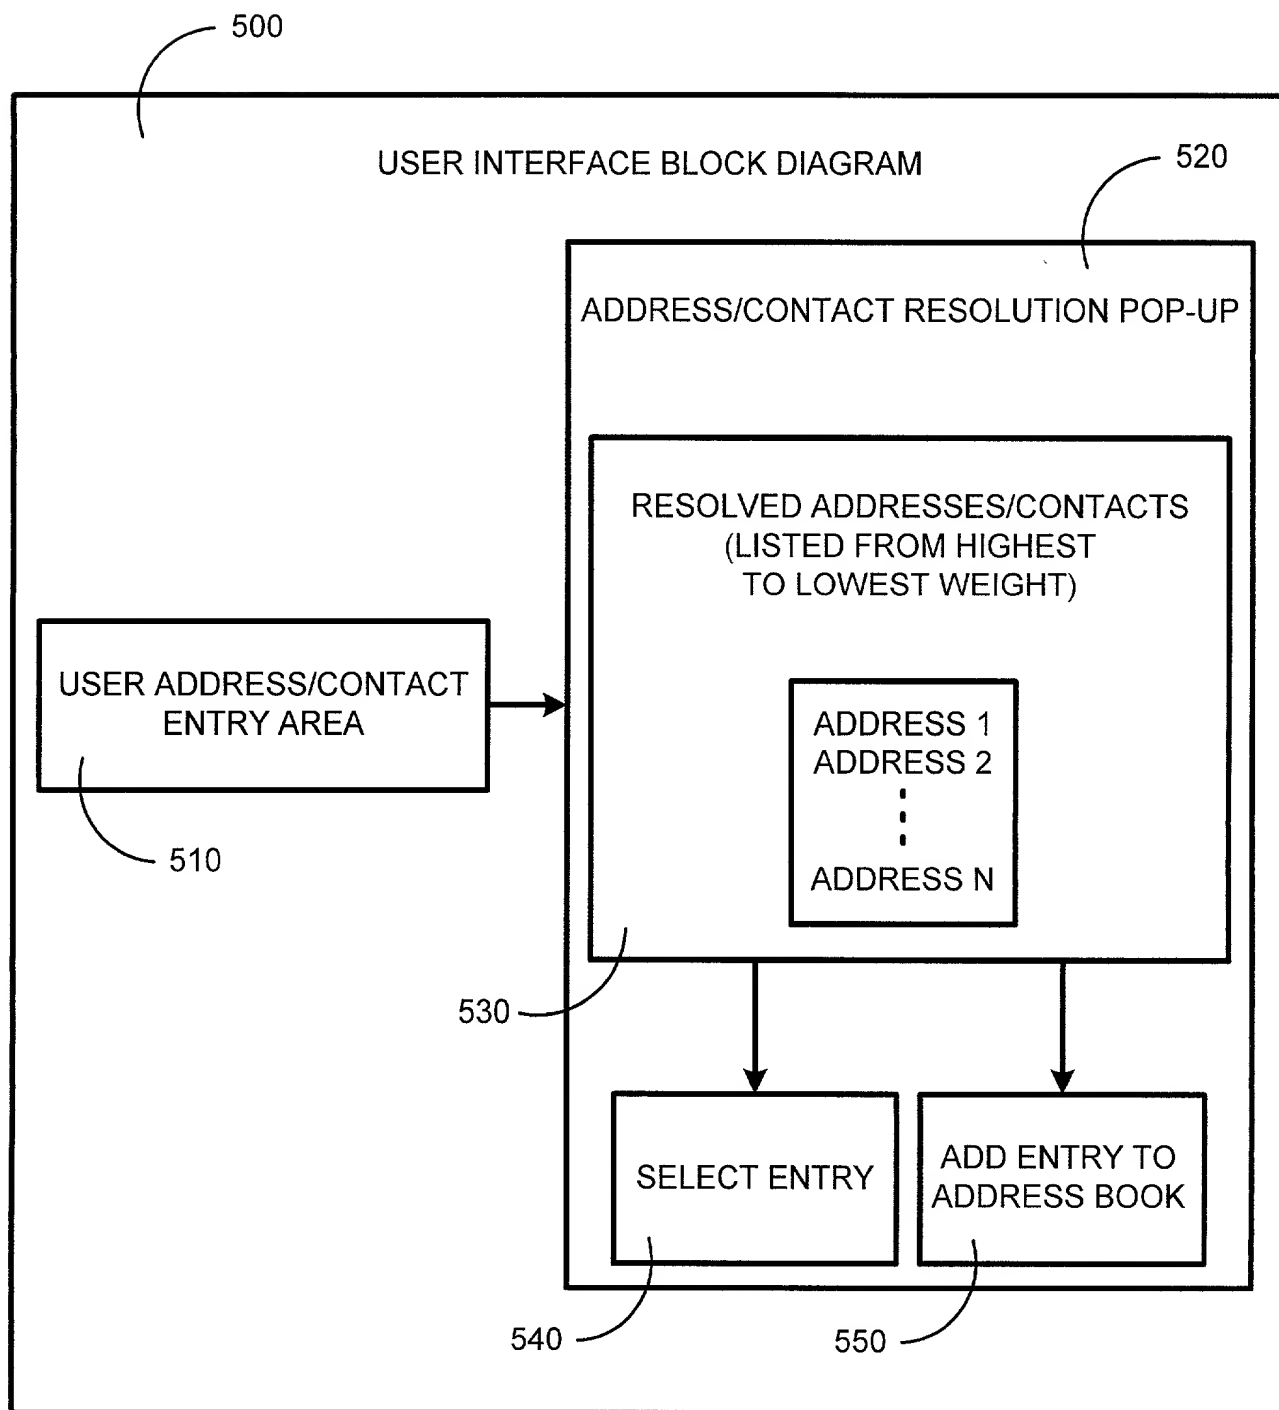 500
USER INTERFACE BLOCK DIAGRAM
520
ADDRESS/CONTACT RESOLUTION POP-UP
RESOLVED ADDRESSES/CONTACTS
(LISTED FROM HIGHEST
TO LOWEST WEIGHT)
USER ADDRESS/CONTACT
ENTRY AREA
510
ADDRESS 1
ADDRESS 2
ADDRESS N
530
SELECT ENTRY
ADD ENTRY TO
ADDRESS BOOK
540
550